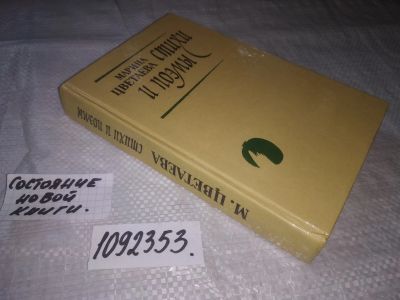 МАРИНА
ЦВЕТАЕВА
СТИХИ
И ПОЭМЫ
М. ЦВЕТАЕВА СТИХИ И ПОЭМЫ
СОСТОЯНИЕ
НОВОЙ
КНИГИ.
1092353.